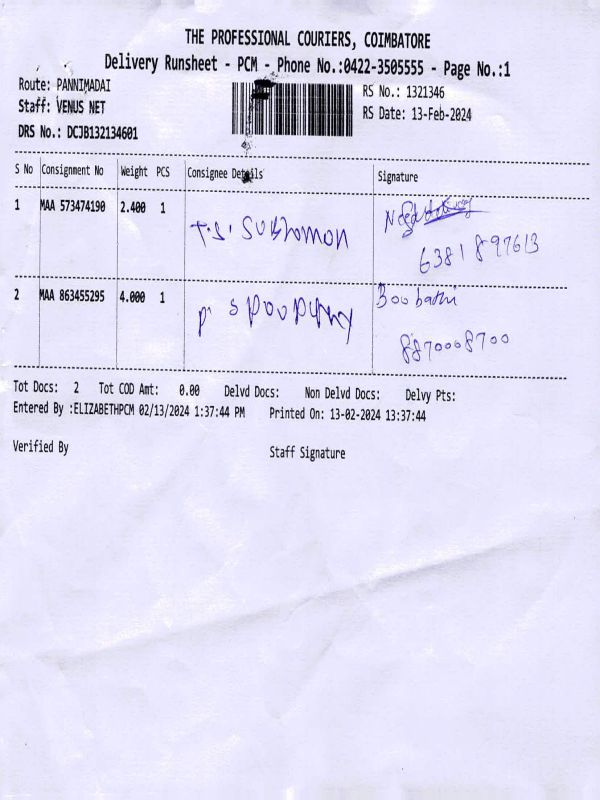 THE PROFESSIONAL COURIERS, COIMBATORE
Delivery Runsheet - PCM - Phone No.:0422-3505555 - Page No.:1
Route: PANNIMADAI
RS No.: 1321346
Staff: VENUS NET
RS Date: 13-Feb-2024
DRS No.: DCJB132134601
S No Consignment No Weight PCS Consignee Details Signature
1 MAA 573474190 2.400 1
6381897613
2 MAA 863455295 4.000 1 Boobathi
8870008700
Tot Docs: 2 Tot COD Amt: 0.00 Delvd Docs: Non Delvd Docs: Delvy Pts:
Entered By :ELIZABETHPCM 02/13/2024 1:37:44 PM Printed On: 13-02-2024 13:37:44
Verified By Staff Signature